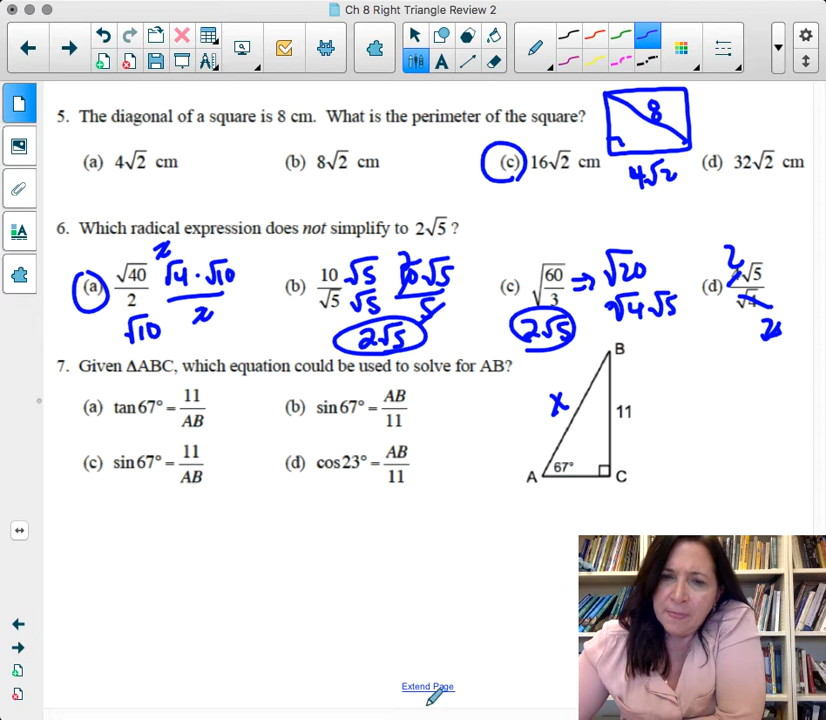 Ch 8 Right Triangle Review 2
5. The diagonal of a square is 8 cm. What is the perimeter of the square?
8
4√2
(a) 4√2 cm (b) 8√2 cm (c) 16√2 cm (d) 32√2 cm
6. Which radical expression does not simplify to 2√5 ?
(a) √40/2 √4 · √10/2 2 √10
(b) 10/√5 √5/√5 10√5/5 2 2√5
(c) √(60/3) ⇒ √20 √4 √5 2√5
(d) √5/√4 2 2
7. Given ΔABC, which equation could be used to solve for AB?
(a) tan 67° = 11/AB (b) sin 67° = AB/11
(c) sin 67° = 11/AB (d) cos 23° = AB/11
B
x
11
67°
A C
Extend Page